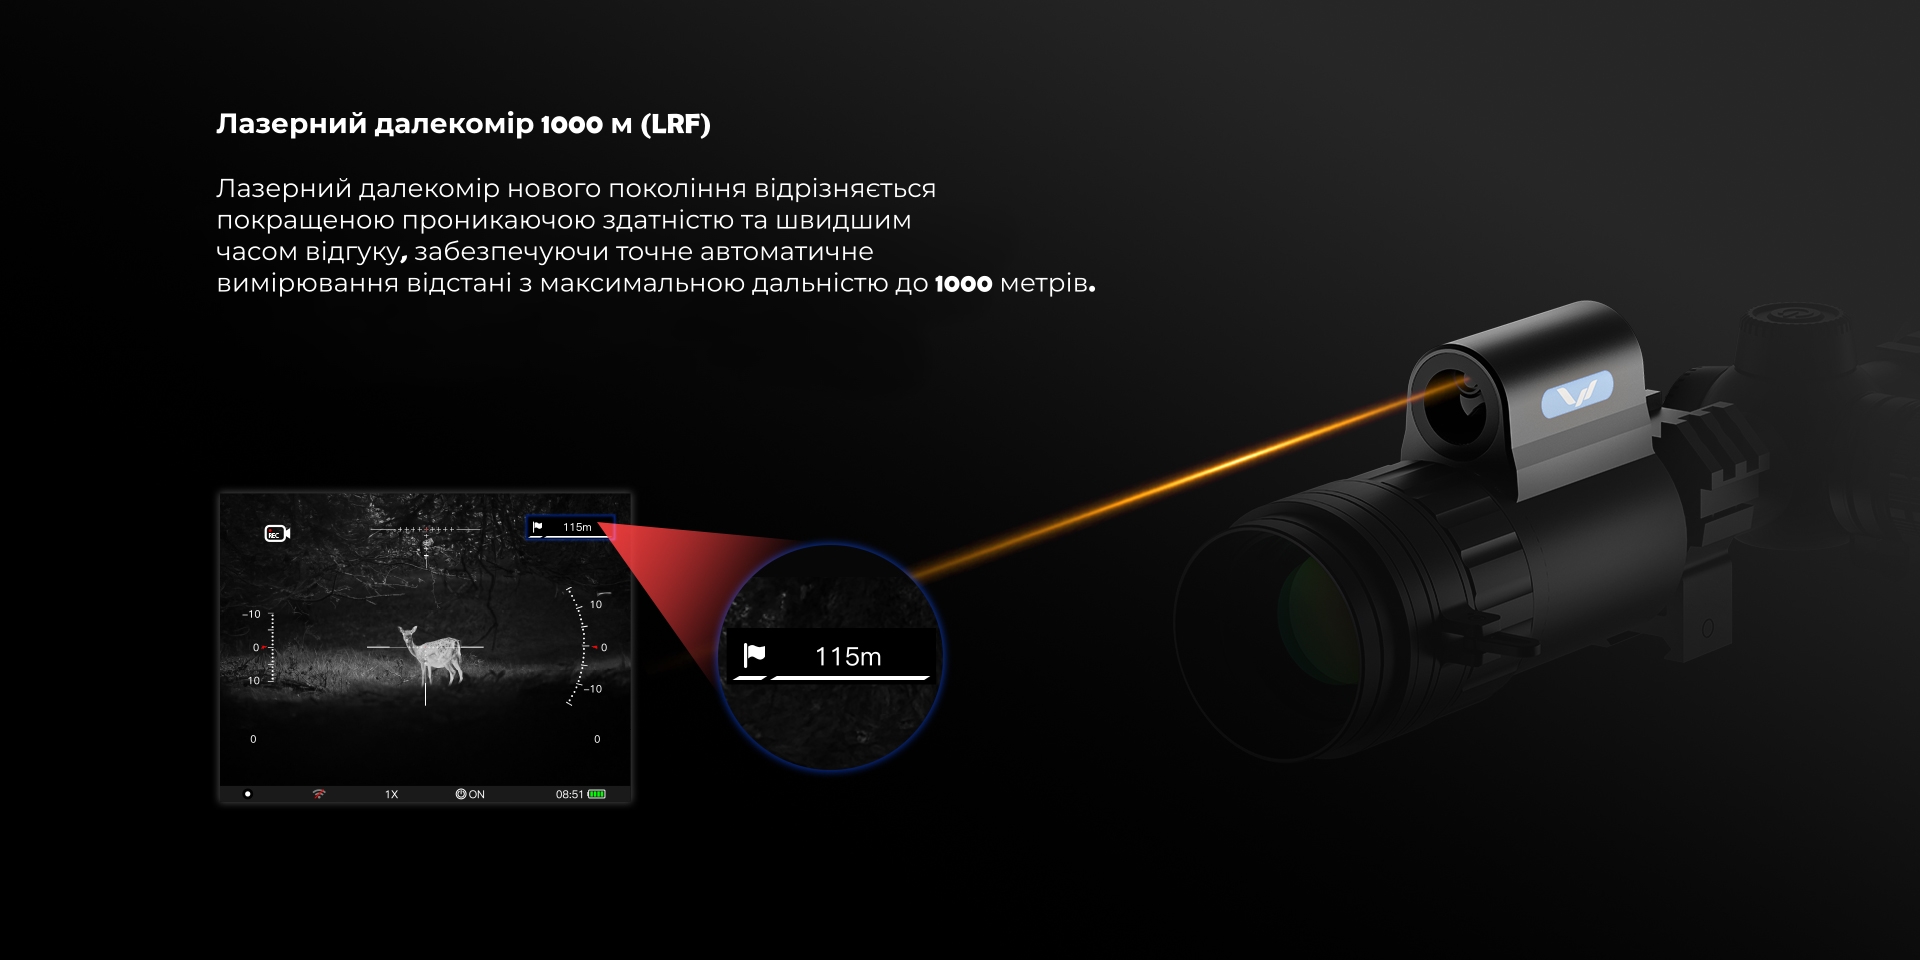 Лазерний далекомір 1000 м (LRF)
Лазерний далекомір нового покоління відрізняється
покращеною проникаючою здатністю та швидшим
часом відгуку, забезпечуючи точне автоматичне
вимірювання відстані з максимальною дальністю до 1000 метрів.
REC
115m
-10
0
10
10
0
-10
0
0
1X
ON
08:51
115m